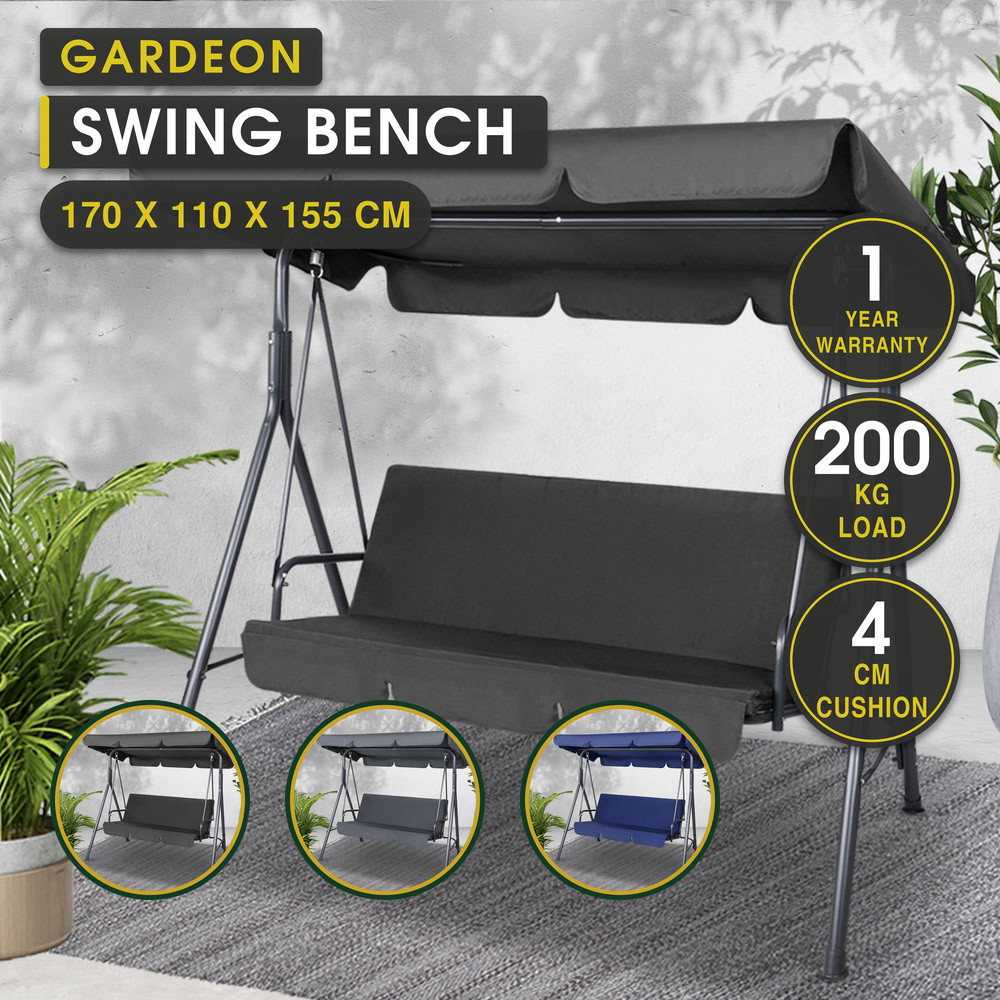 GARDEON
SWING BENCH
170 X 110 X 155 CM
1
YEAR
WARRANTY
200
KG
LOAD
4
CM
CUSHION